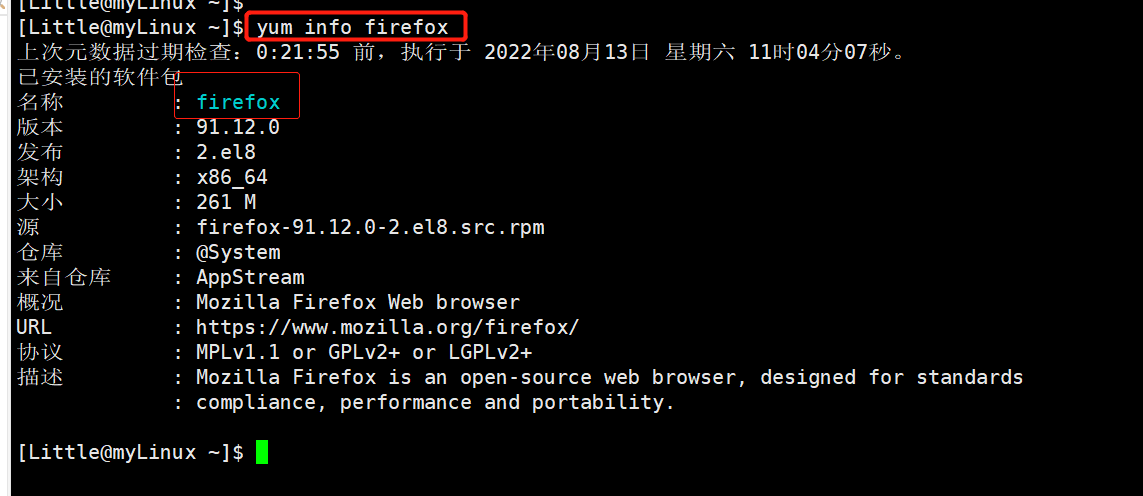 [Little@myLinux ~]$
[Little@myLinux ~]$ yum info firefox
上次元数据过期检查：0:21:55 前，执行于 2022年08月13日 星期六 11时04分07秒。
已安装的软件包
名称 : firefox
版本 : 91.12.0
发布 : 2.el8
架构 : x86_64
大小 : 261 M
源 : firefox-91.12.0-2.el8.src.rpm
仓库 : @System
来自仓库 : AppStream
概况 : Mozilla Firefox Web browser
URL : https://www.mozilla.org/firefox/
协议 : MPLv1.1 or GPLv2+ or LGPLv2+
描述 : Mozilla Firefox is an open-source web browser, designed for standards
: compliance, performance and portability.
[Little@myLinux ~]$